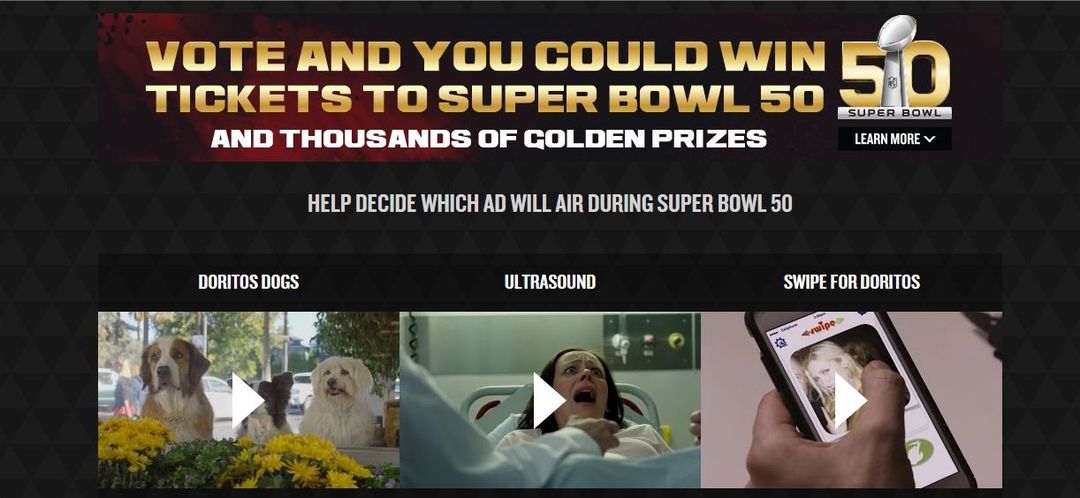 VOTE AND YOU COULD WIN
TICKETS TO SUPER BOWL 50
AND THOUSANDS OF GOLDEN PRIZES
50
SUPER BOWL
LEARN MORE
HELP DECIDE WHICH AD WILL AIR DURING SUPER BOWL 50
DORITOS DOGS
ULTRASOUND
SWIPE FOR DORITOS
swipe